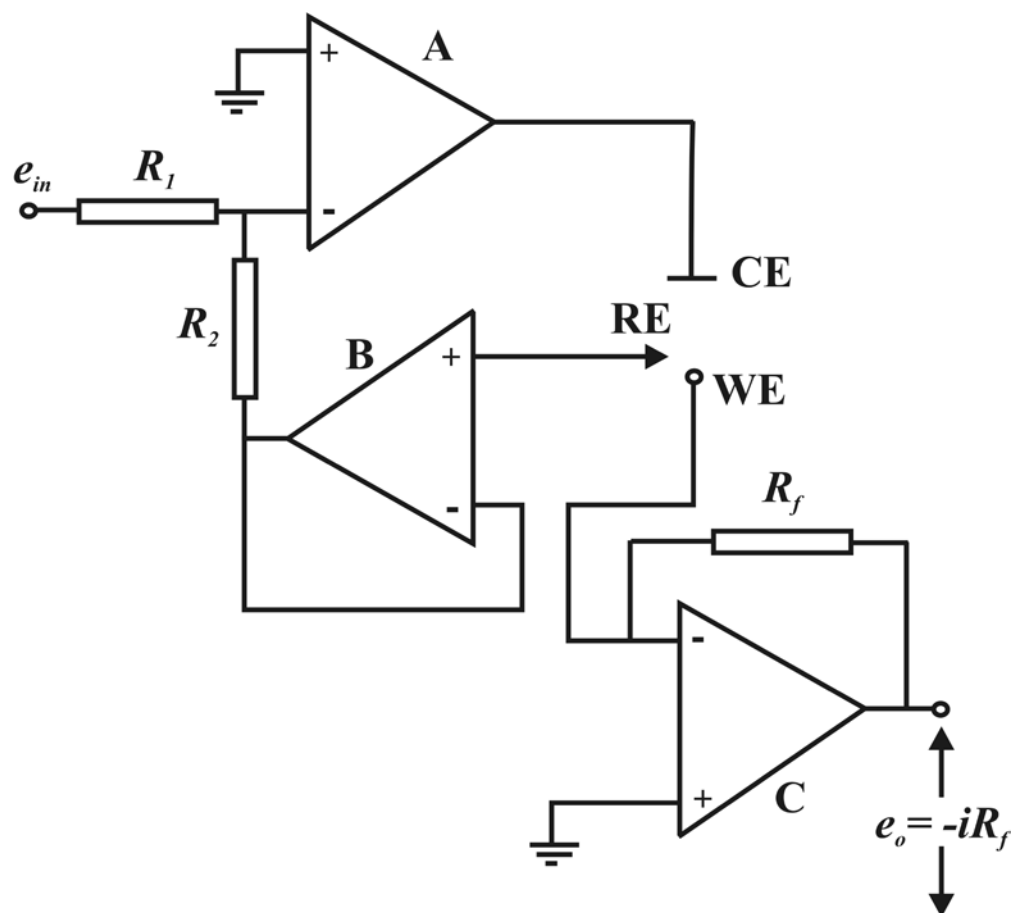 A
+
e_in
R_1
-
CE
R_2
B
+
RE
WE
-
R_f
-
+
C
e_o = -iR_f